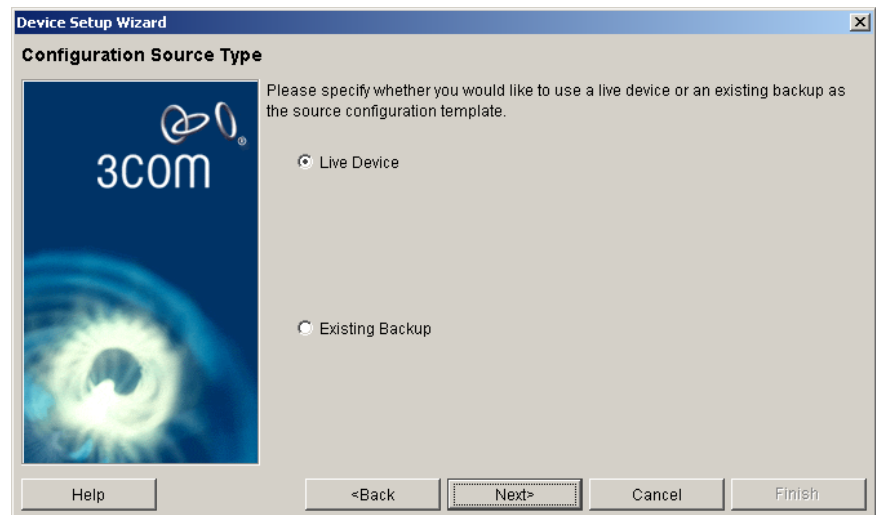 Device Setup Wizard
Configuration Source Type
Please specify whether you would like to use a live device or an existing backup as
the source configuration template.
3COM
Live Device
Existing Backup
Help
<Back
Next>
Cancel
Finish